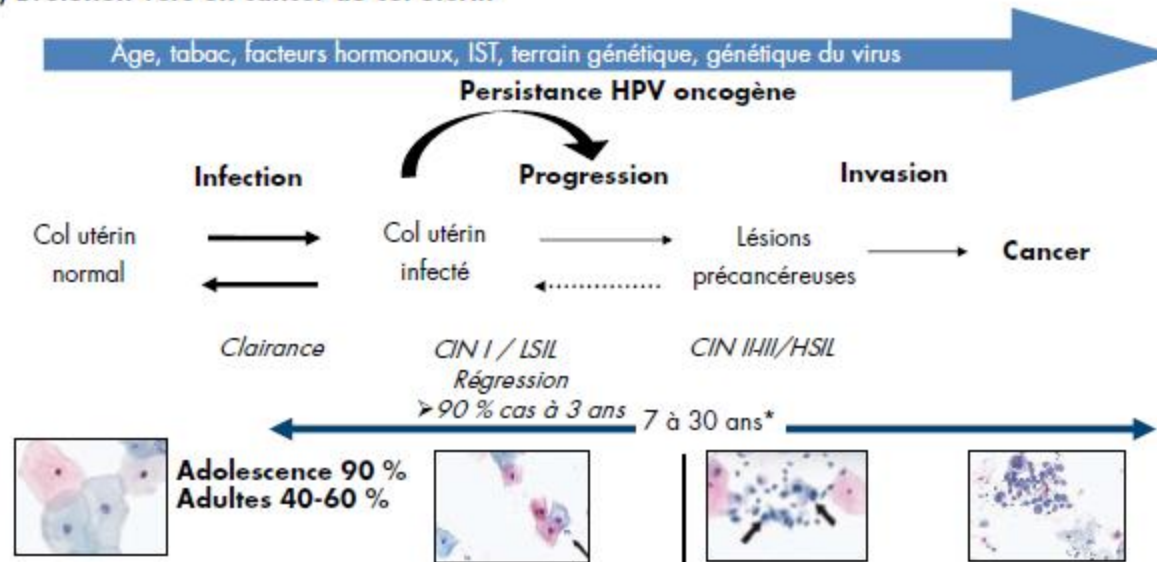 Âge, tabac, facteurs hormonaux, IST, terrain génétique, génétique du virus
Persistance HPV oncogène
Infection
Progression
Invasion
Col utérin
normal
Col utérin
infecté
Lésions
précancéreuses
Cancer
Clairance
CIN I / LSIL
Régression
➤90 % cas à 3 ans
CIN II-III/HSIL
7 à 30 ans*
Adolescence 90 %
Adultes 40-60 %